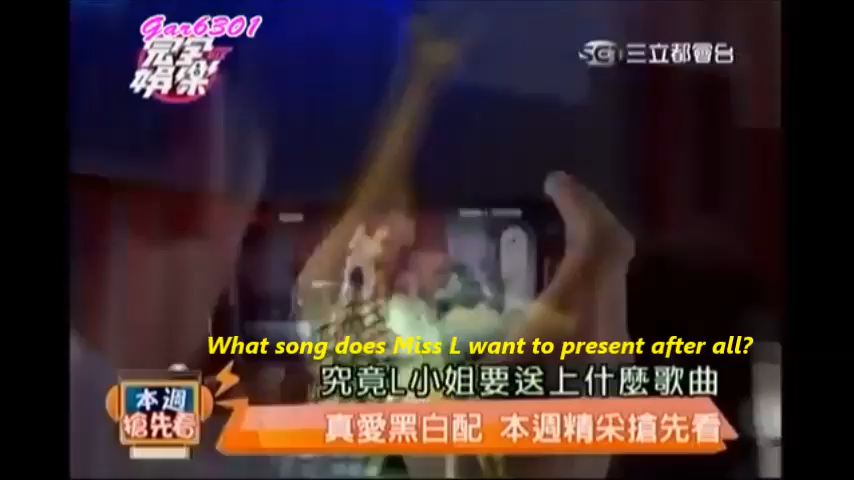 Gar6301
完全娛樂
SET 三立都會台
What song does Miss L want to present after all?
究竟L小姐要送上什麼歌曲
本週
搶先看
真愛黑白配 本週精采搶先看